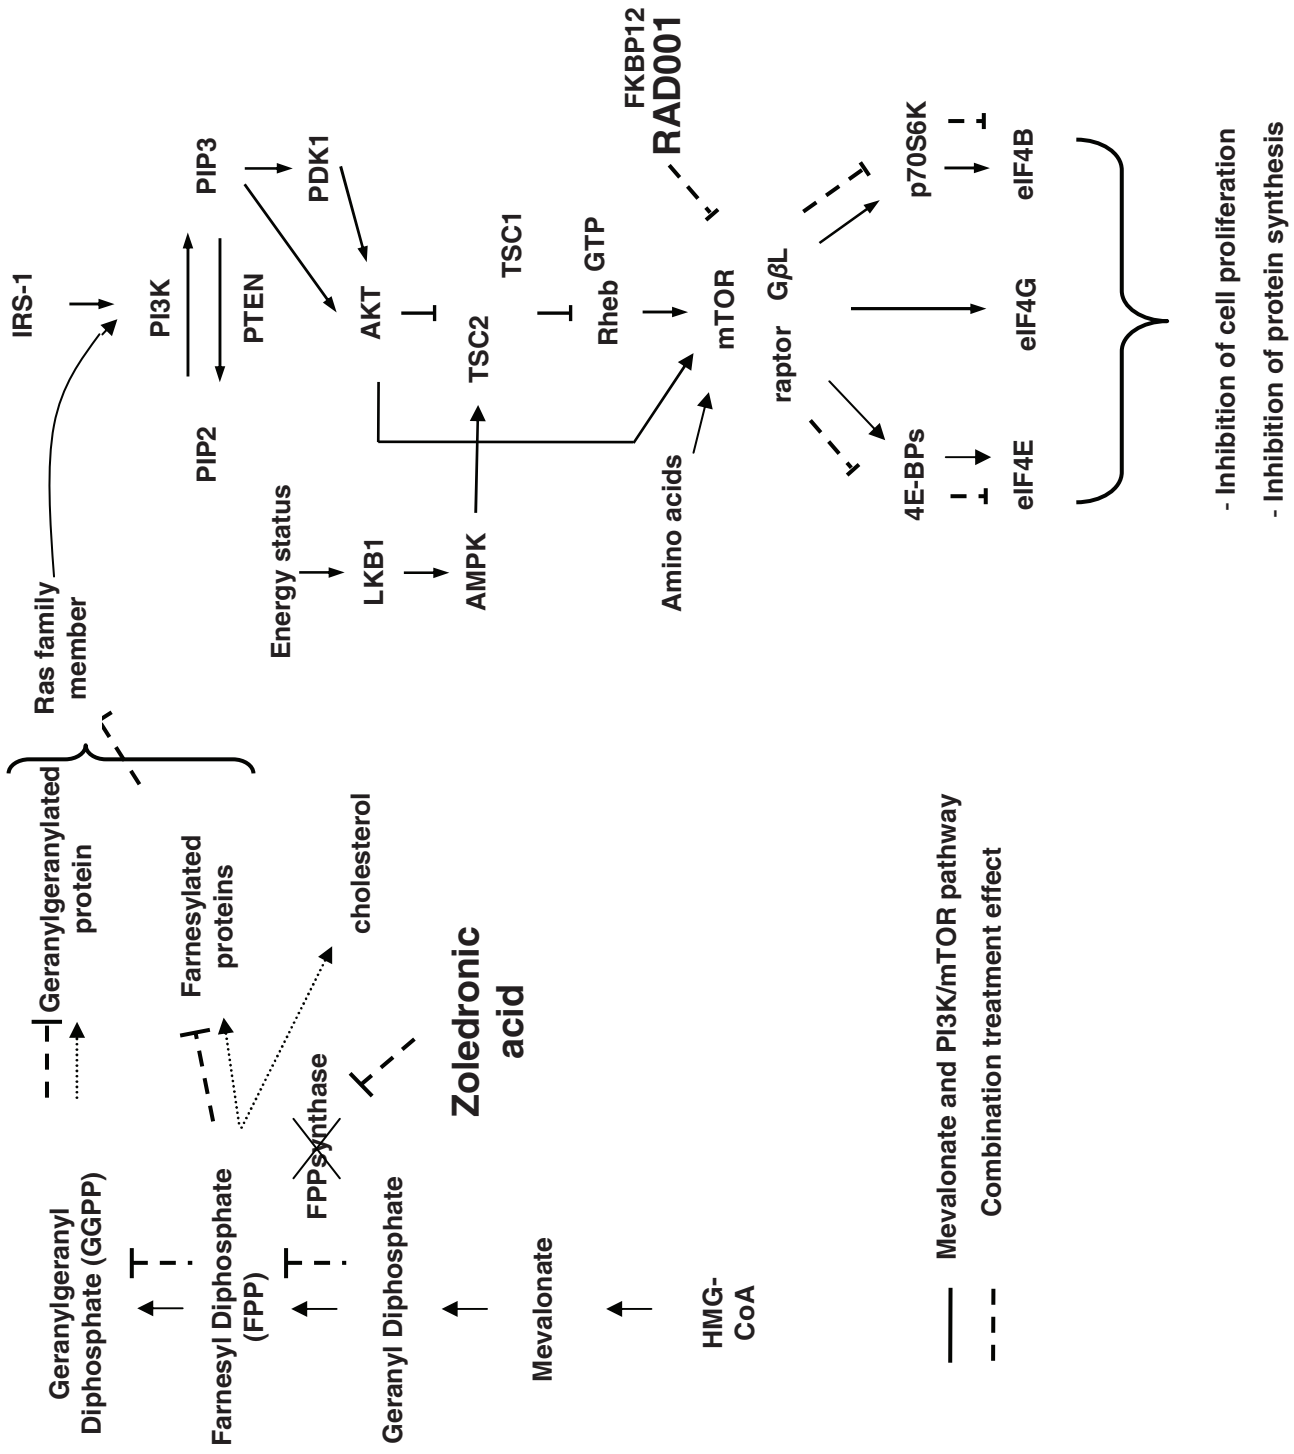 Geranylgeranyl
Diphosphate (GGPP)
Farnesyl Diphosphate
(FPP)
FPPsynthase
Geranyl Diphosphate
Mevalonate
HMG-
CoA
Geranylgeranylated
protein
Farnesylated
proteins
cholesterol
Zoledronic
acid
Ras family
member
Energy status
LKB1
AMPK
Amino acids
IRS-1
PI3K
PIP2
PIP3
PTEN
PDK1
AKT
TSC2
TSC1
Rheb
GTP
FKBP12
RAD001
mTOR
raptor
GβL
4E-BPs
p70S6K
eIF4E
eIF4G
eIF4B
- Inhibition of cell proliferation
- Inhibition of protein synthesis
Mevalonate and PI3K/mTOR pathway
Combination treatment effect